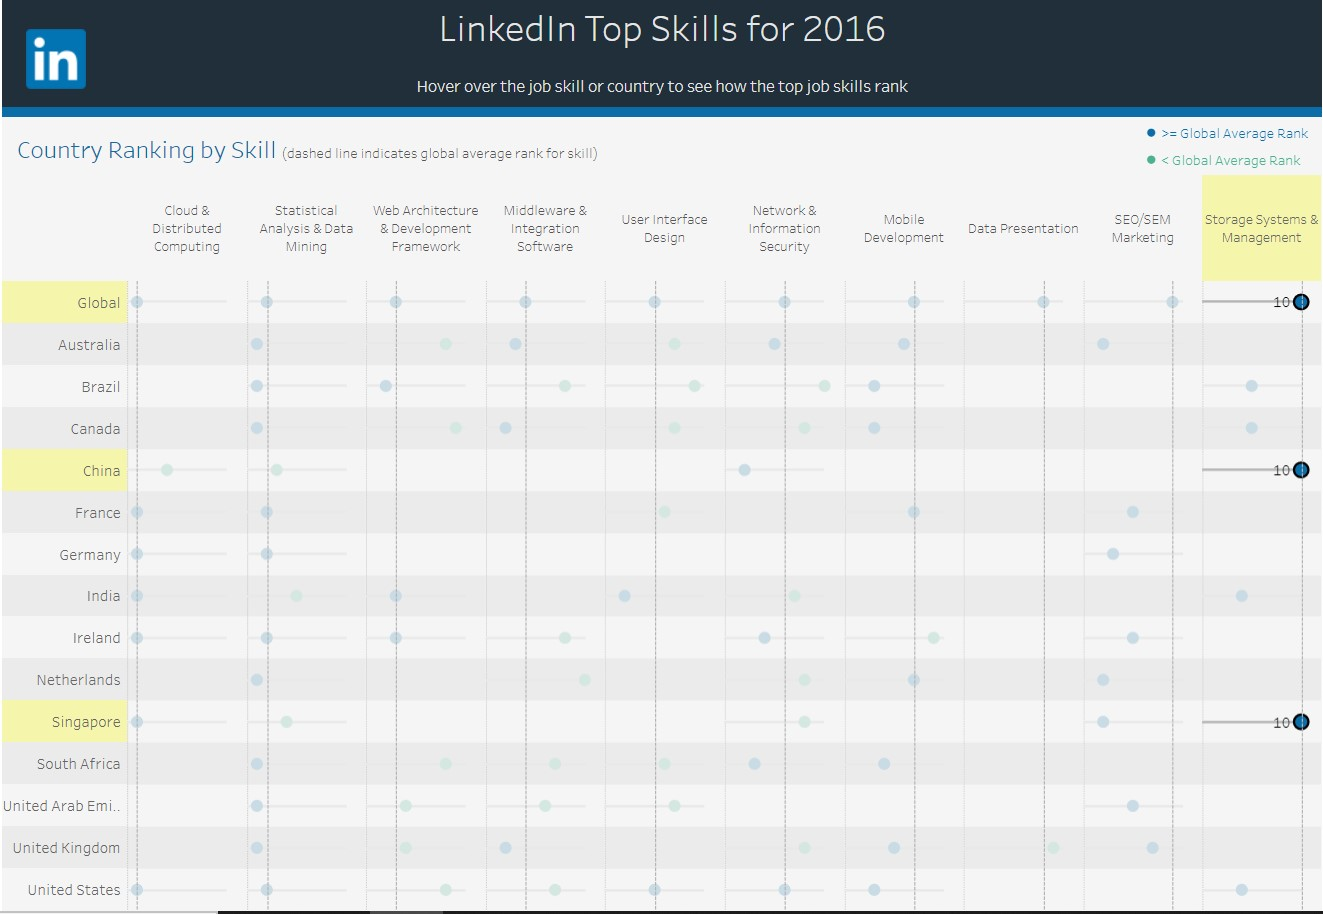 LinkedIn Top Skills for 2016
in
Hover over the job skill or country to see how the top job skills rank
Country Ranking by Skill (dashed line indicates global average rank for skill)
>= Global Average Rank
< Global Average Rank
Cloud &
Distributed
Computing
Statistical
Analysis & Data
Mining
Web Architecture
& Development
Framework
Middleware &
Integration
Software
User Interface
Design
Network &
Information
Security
Mobile
Development
Data Presentation
SEO/SEM
Marketing
Storage Systems &
Management
Global 10
Australia
Brazil
Canada
China 10
France
Germany
India
Ireland
Netherlands
Singapore 10
South Africa
United Arab Emi..
United Kingdom
United States